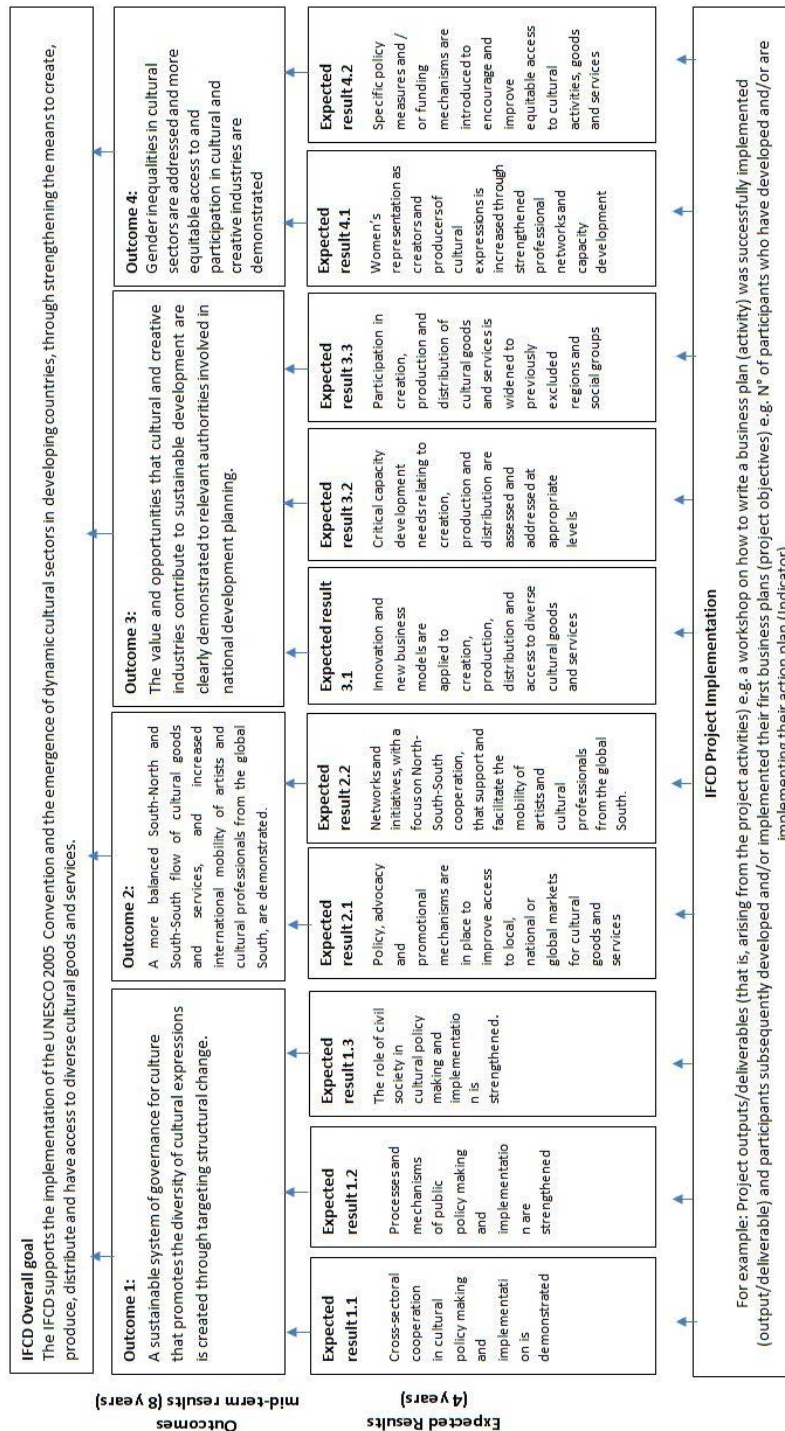 IFCD Overall goal
The IFCD supports the implementation of the UNESCO 2005 Convention and the emergence of dynamic cultural sectors in developing countries, through strengthening the means to create,
produce, distribute and have access to diverse cultural goods and services.
Outcomes
mid-term results (8 years)
Outcome 1:
A sustainable system of governance for culture
that promotes the diversity of cultural expressions
is created through targeting structural change.
Outcome 2:
A more balanced South-North and
South-South flow of cultural goods
and services, and increased
international mobility of artists and
cultural professionals from the global
South, are demonstrated.
Outcome 3:
The value and opportunities that cultural and creative
industries contribute to sustainable development are
clearly demonstrated to relevant authorities involved in
national development planning.
Outcome 4:
Gender inequalities in cultural
sectors are addressed and more
equitable access to and
participation in cultural and
creative industries are
demonstrated
Expected Results
(4 years)
Expected
result 1.1
Cross-sectoral
cooperation
in cultural
policy making
and
implementati
on is
demonstrated
Expected
result 1.2
Processes and
mechanisms
of public
policy making
and
implementatio
n are
strengthened
Expected
result 1.3
The role of civil
society in
cultural policy
making and
implementatio
n is
strengthened.
Expected
result 2.1
Policy, advocacy
and
promotional
mechanisms are
in place to
improve access
to local,
national or
global markets
for cultural
goods and
services
Expected
result 2.2
Networks and
initiatives, with a
focus on North-
South-South
cooperation,
that support and
facilitate the
mobility of
artists and
cultural
professionals
from the global
South.
Expected result
3.1
Innovation and
new business
models are
applied to
creation,
production,
distribution and
access to diverse
cultural goods
and services
Expected
result 3.2
Critical capacity
development
needs relating to
creation,
production and
distribution are
assessed and
addressed at
appropriate
levels
Expected
result 3.3
Participation in
creation,
production and
distribution of
cultural goods
and services is
widened to
previously
excluded
regions and
social groups
Expected
result 4.1
Women's
representation as
creators and
producers of
cultural
expressions is
increased through
strengthened
professional
networks and
capacity
development
Expected
result 4.2
Specific policy
measures and /
or funding
mechanisms are
introduced to
encourage and
improve
equitable access
to cultural
activities, goods
and services
IFCD Project Implementation
For example: Project outputs/deliverables (that is, arising from the project activities) e.g. a workshop on how to write a business plan (activity) was successfully implemented
(output/deliverable) and participants subsequently developed and/or implemented their first business plans (project objectives) e.g. N° of participants who have developed and/or are
implementing their action plan (Indicator)